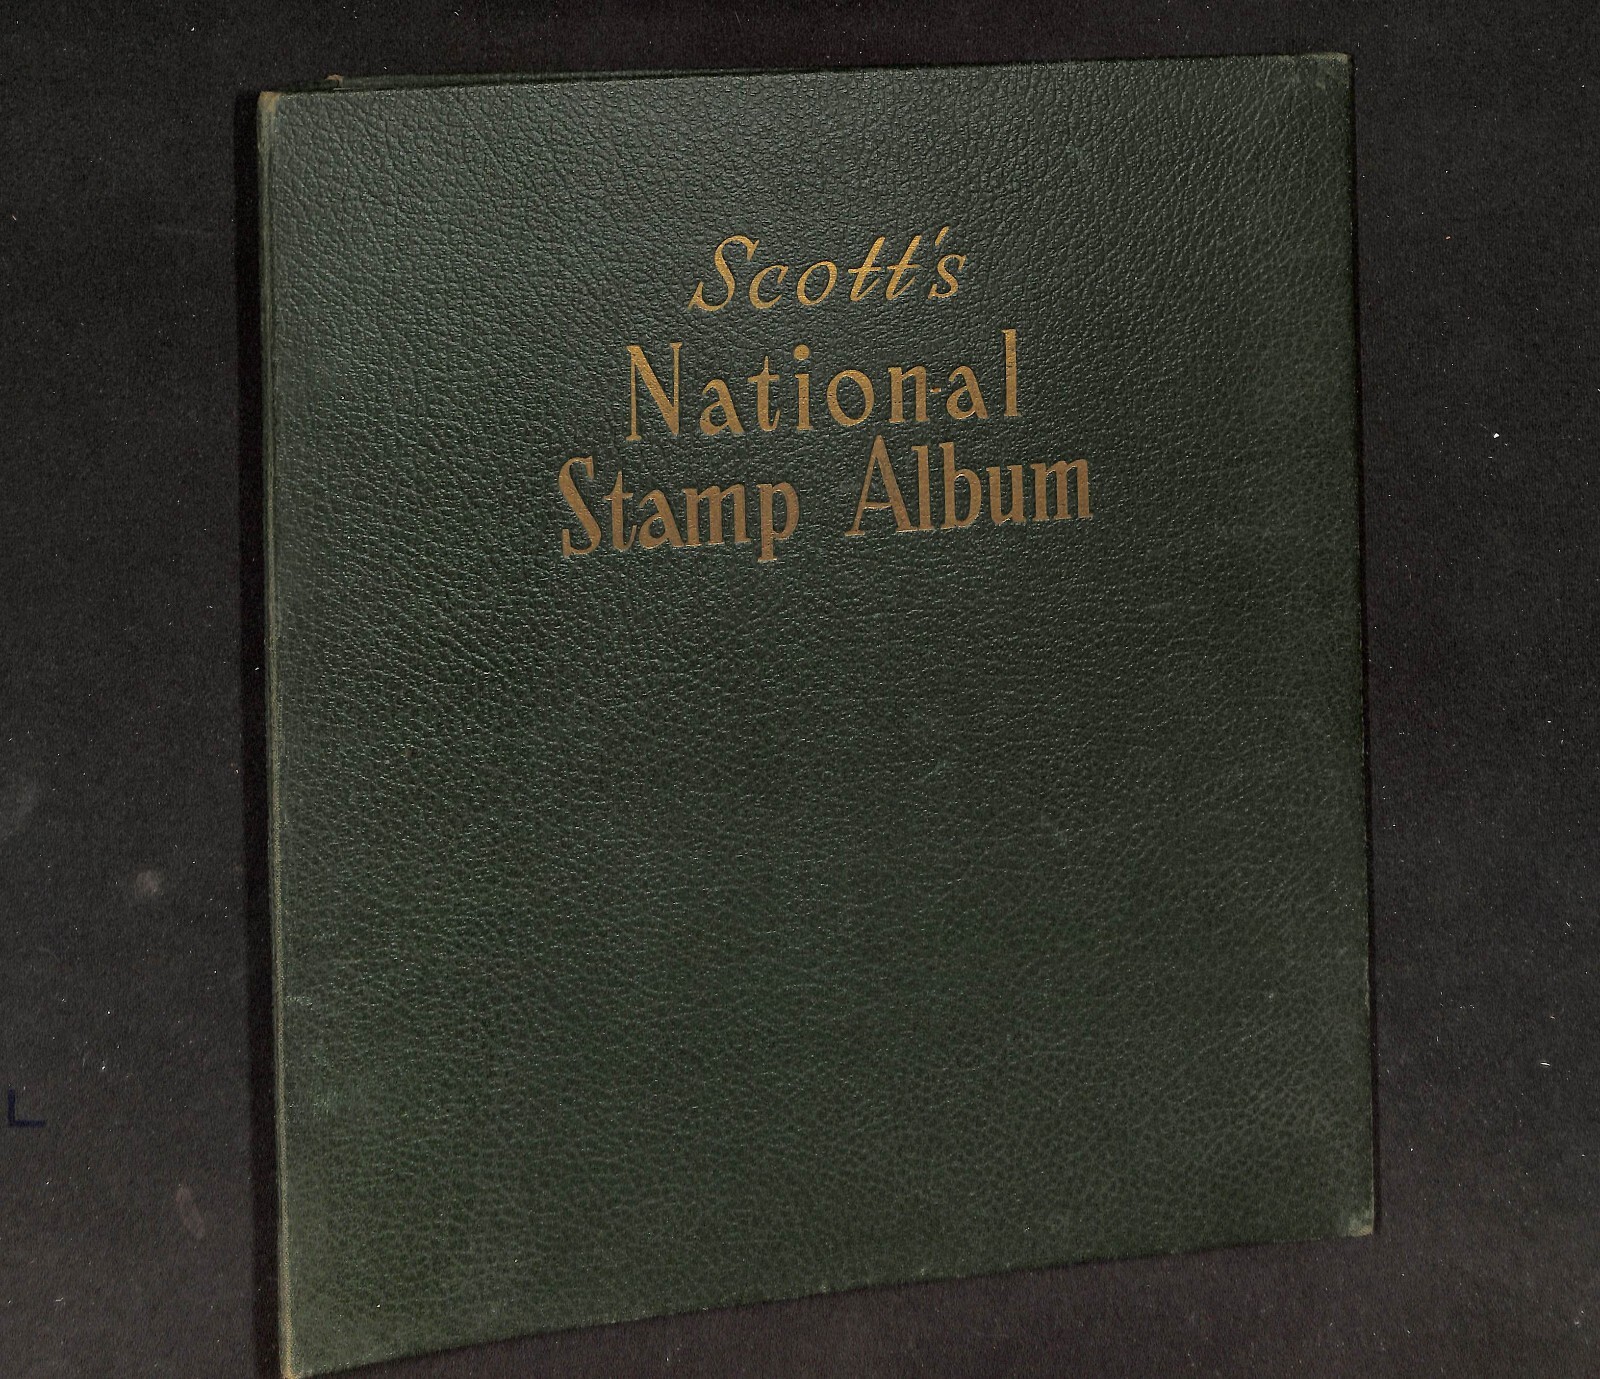 Scott's
National
Stamp Album
L